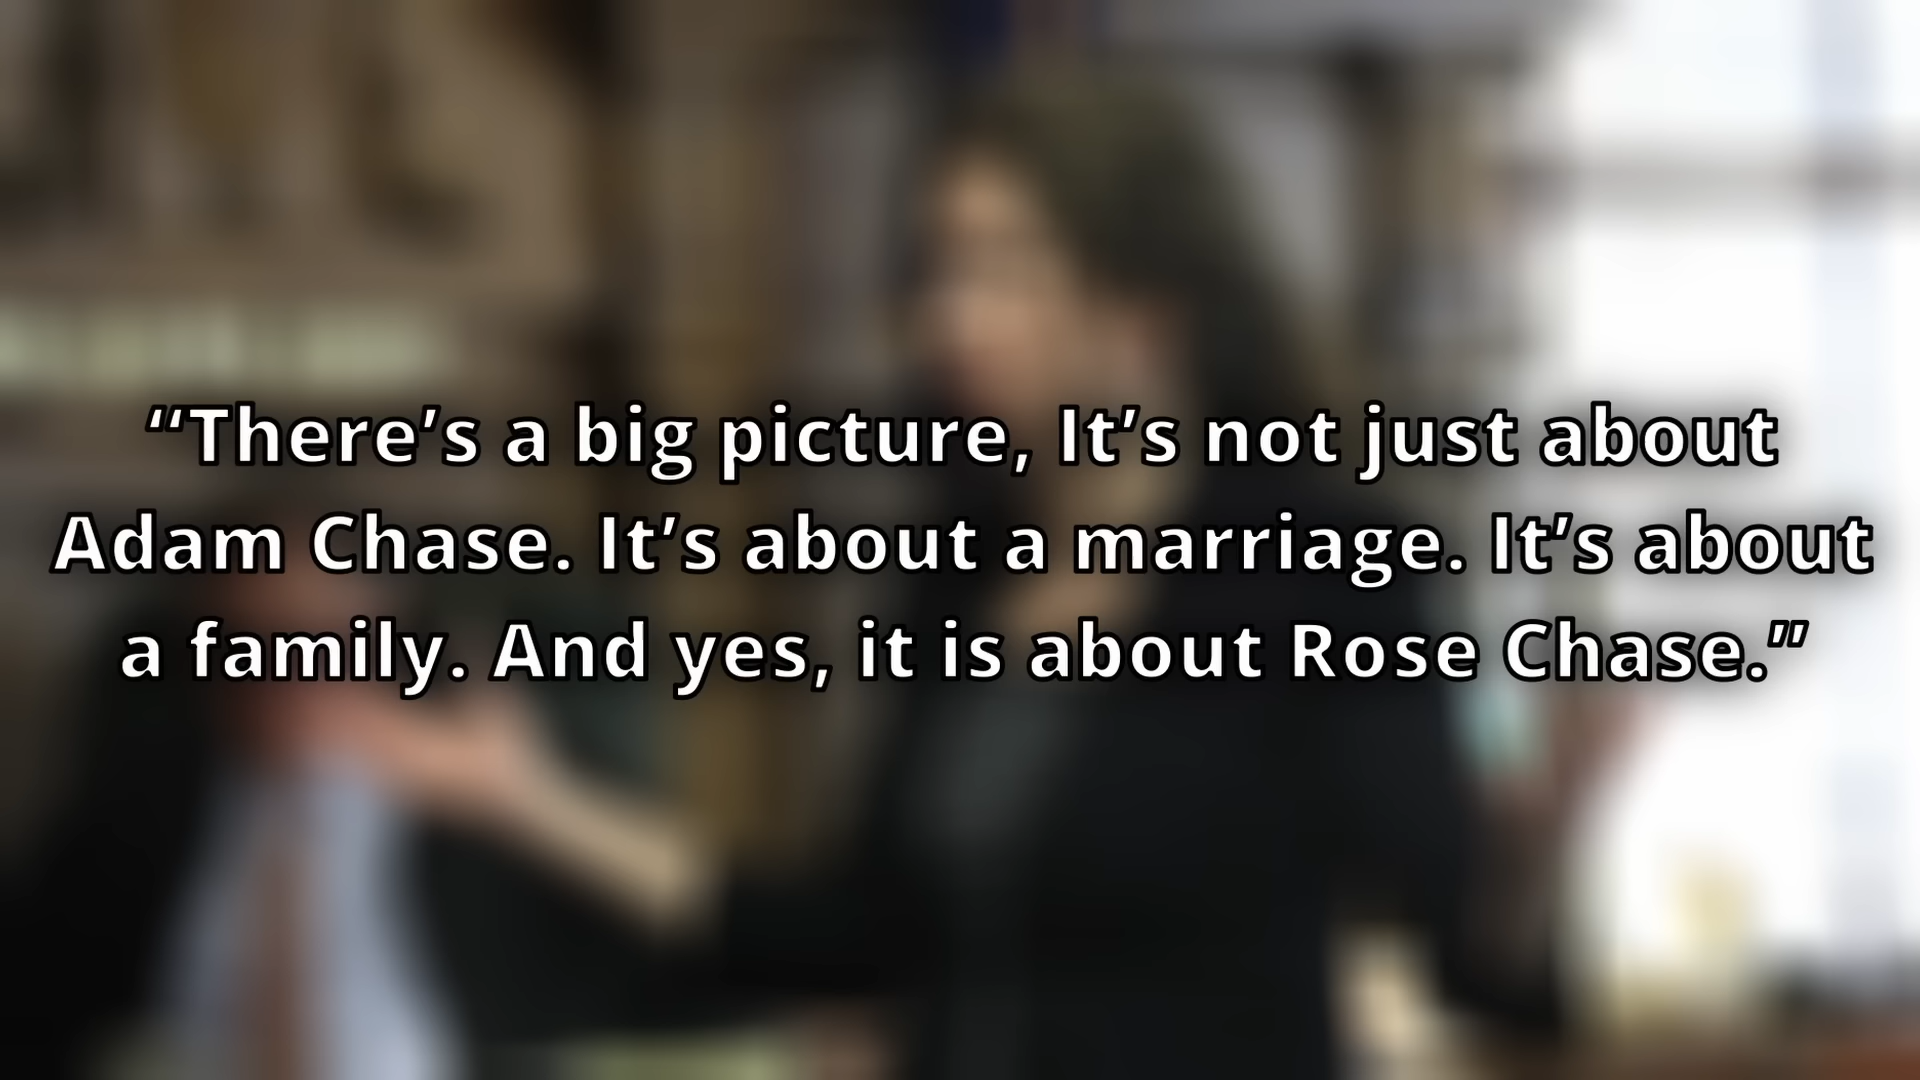 “There’s a big picture, It’s not just about
Adam Chase. It’s about a marriage. It’s about
a family. And yes, it is about Rose Chase.”